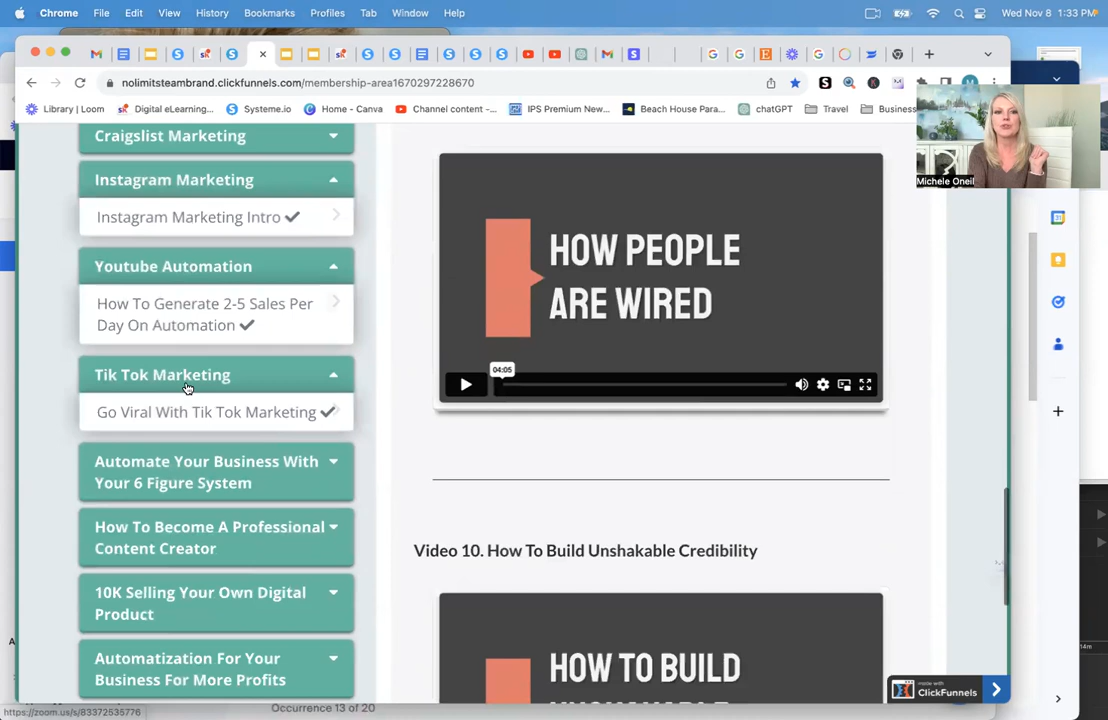 Chrome File Edit View History Bookmarks Profiles Tab Window Help Wed Nov 8 1:33 PM
nolimitsteambrand.clickfunnels.com/membership-area1670297228670
Library | Loom Digital eLearning... Systeme.io Home - Canva Channel content -... IPS Premium New... Beach House Para... chatGPT Travel Business
Michele Oneil
Craigslist Marketing
Instagram Marketing
Instagram Marketing Intro
Youtube Automation
How To Generate 2-5 Sales Per
Day On Automation
Tik Tok Marketing
Go Viral With Tik Tok Marketing
Automate Your Business With
Your 6 Figure System
How To Become A Professional
Content Creator
10K Selling Your Own Digital
Product
Automatization For Your
Business For More Profits
HOW PEOPLE
ARE WIRED
04:05
Video 10. How To Build Unshakable Credibility
HOW TO BUILD
made with
ClickFunnels
https://zoom.us/s/83372535776
Occurrence 13 of 20